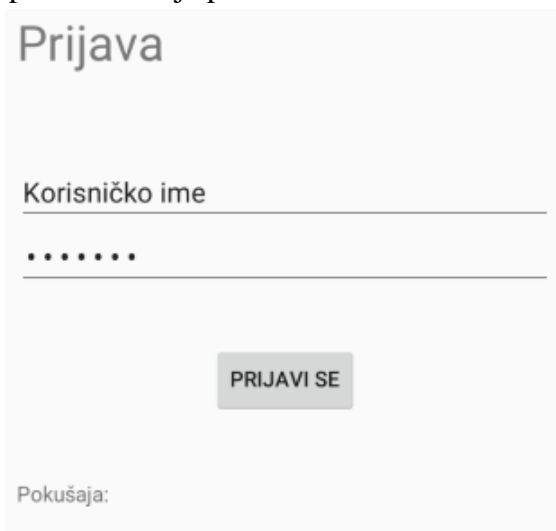 Prijava
Korisničko ime
•••••••
PRIJAVI SE
Pokušaja: